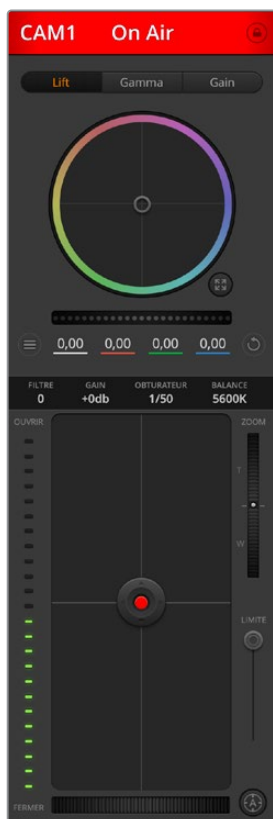 CAM1 On Air
Lift Gamma Gain
0,00 0,00 0,00 0,00
FILTRE GAIN OBTURATEUR BALANCE
0 +0db 1/50 5600K
OUVRIR ZOOM
T
W
LIMITE
FERMER A